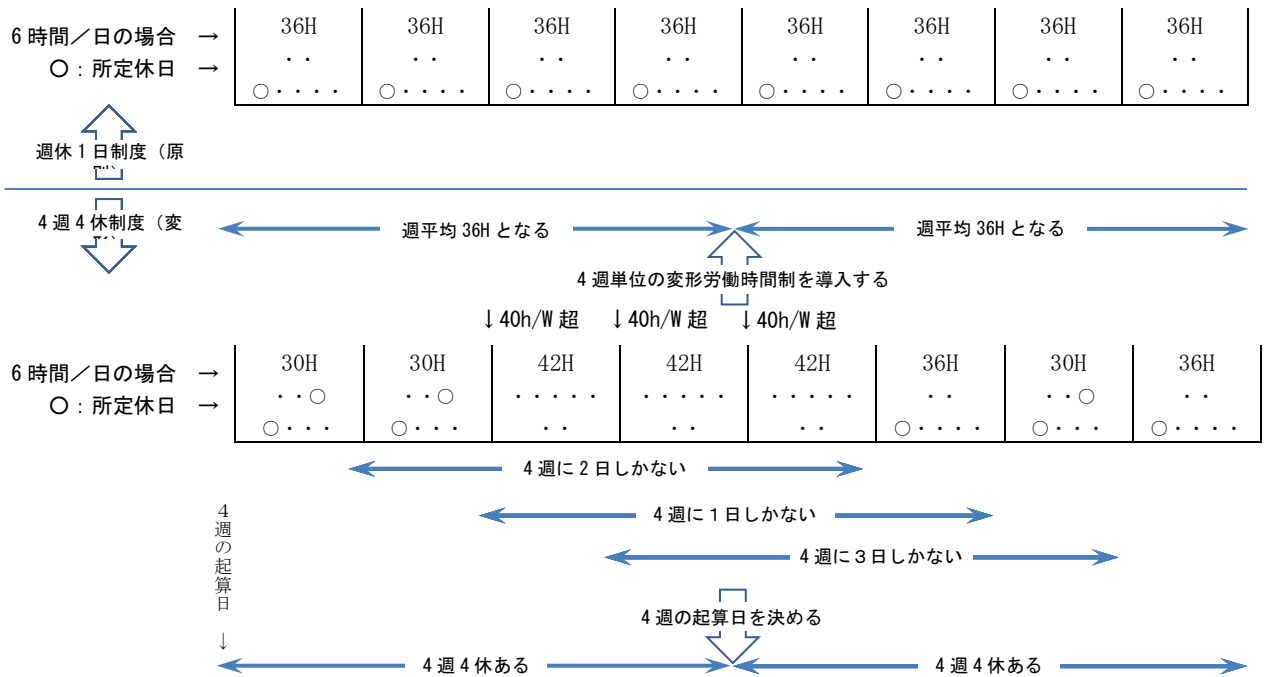 6時間／日の場合 → 36H 36H 36H 36H 36H 36H 36H 36H
○：所定休日 → ・・ ・・ ・・ ・・ ・・ ・・ ・・ ・・
○・・・・ ○・・・・ ○・・・・ ○・・・・ ○・・・・ ○・・・・ ○・・・・ ○・・・・
週休1日制度（原
4週4休制度（変
週平均36Hとなる 週平均36Hとなる
4週単位の変形労働時間制を導入する
↓40h/W超 ↓40h/W超 ↓40h/W超
6時間／日の場合 → 30H 30H 42H 42H 42H 36H 30H 36H
○：所定休日 → ・・○ ・・○ ・・・・・ ・・・・・ ・・・・・ ・・ ・・○ ・・
○・・・ ○・・・ ・・ ・・ ・・ ○・・・・ ○・・・ ○・・・・
4週に2日しかない
4週に１日しかない
4週に３日しかない
４週の起算日 ↓
4週の起算日を決める
4週4休ある 4週4休ある